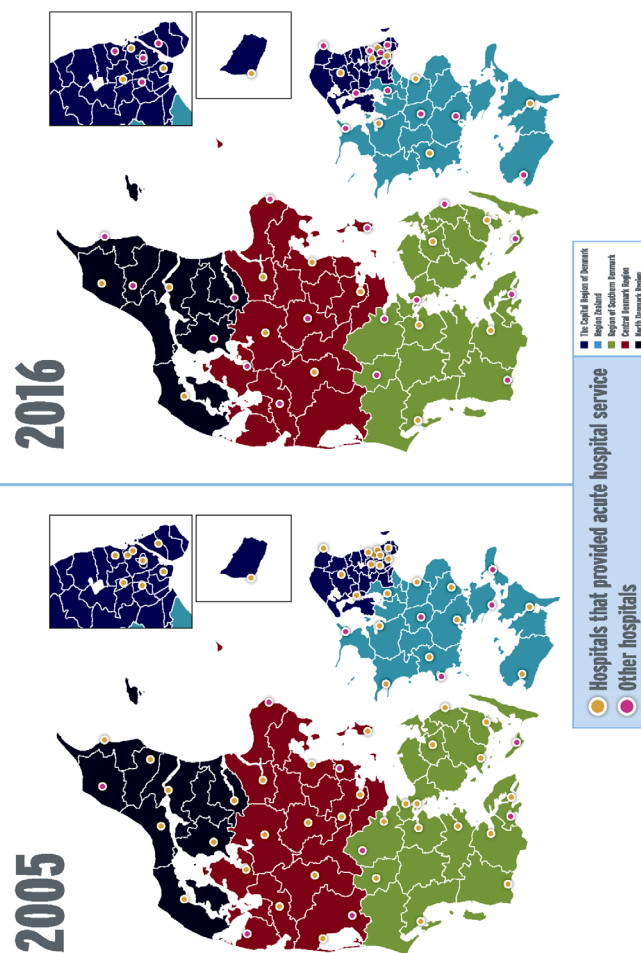 2005
2016
Hospitals that provided acute hospital service
Other hospitals
The Capital Region of Denmark
Region Zealand
Region of Southern Denmark
Central Denmark Region
North Denmark Region